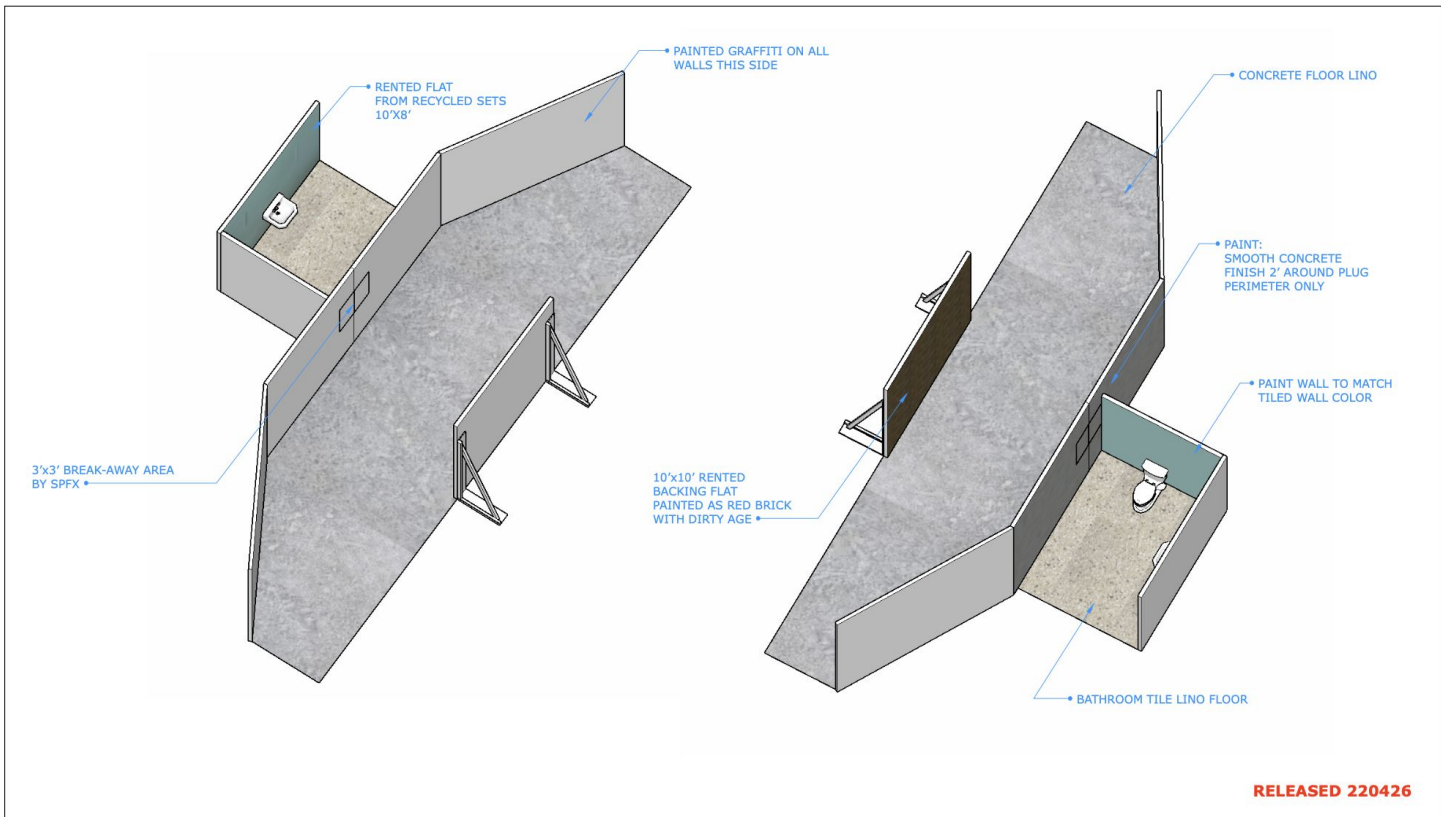 PAINTED GRAFFITI ON ALL
WALLS THIS SIDE
RENTED FLAT
FROM RECYCLED SETS
10'X8'
3'x3' BREAK-AWAY AREA
BY SPFX
CONCRETE FLOOR LINO
PAINT:
SMOOTH CONCRETE
FINISH 2' AROUND PLUG
PERIMETER ONLY
PAINT WALL TO MATCH
TILED WALL COLOR
10'x10' RENTED
BACKING FLAT
PAINTED AS RED BRICK
WITH DIRTY AGE
BATHROOM TILE LINO FLOOR
RELEASED 220426